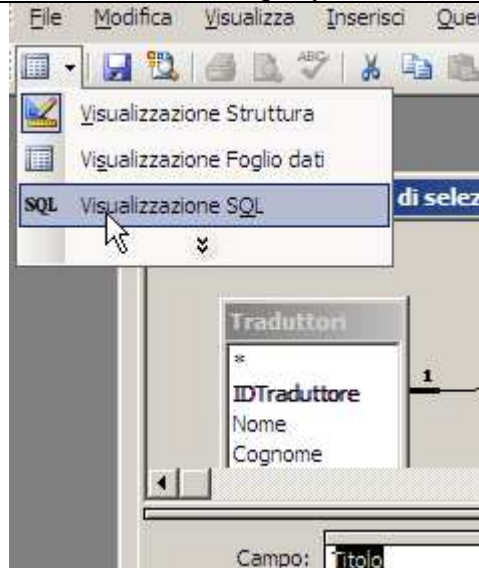 File Modifica Visualizza Inserisci Quer
ABC
Visualizzazione Struttura
Visualizzazione Foglio dati
SQL Visualizzazione SQL
di selez
Traduttori
*
IDTraduttore
1
Nome
Cognome
Campo: Titolo